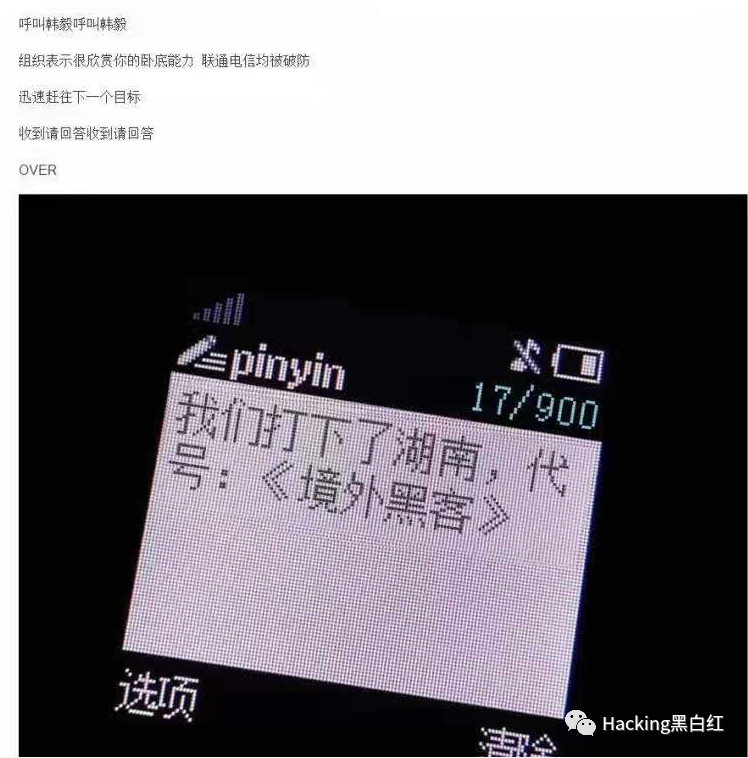 呼叫韩毅呼叫韩毅
组织表示很欣赏你的卧底能力 联通电信均被破防
迅速赶往下一个目标
收到请回答收到请回答
OVER
pinyin
17/900
我们打下了湖南，代
号：《境外黑客》
选项
清除
Hacking黑白红